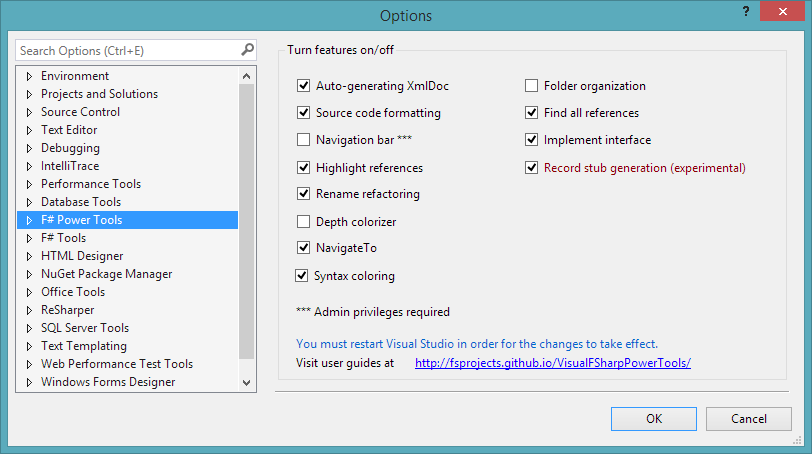 Options
?
Search Options (Ctrl+E)
Environment
Projects and Solutions
Source Control
Text Editor
Debugging
IntelliTrace
Performance Tools
Database Tools
F# Power Tools
F# Tools
HTML Designer
NuGet Package Manager
Office Tools
ReSharper
SQL Server Tools
Text Templating
Web Performance Test Tools
Windows Forms Designer
Turn features on/off
Auto-generating XmlDoc
Source code formatting
Navigation bar ***
Highlight references
Rename refactoring
Depth colorizer
NavigateTo
Syntax coloring
Folder organization
Find all references
Implement interface
Record stub generation (experimental)
*** Admin privileges required
You must restart Visual Studio in order for the changes to take effect.
Visit user guides at http://fsprojects.github.io/VisualFSharpPowerTools/
OK
Cancel